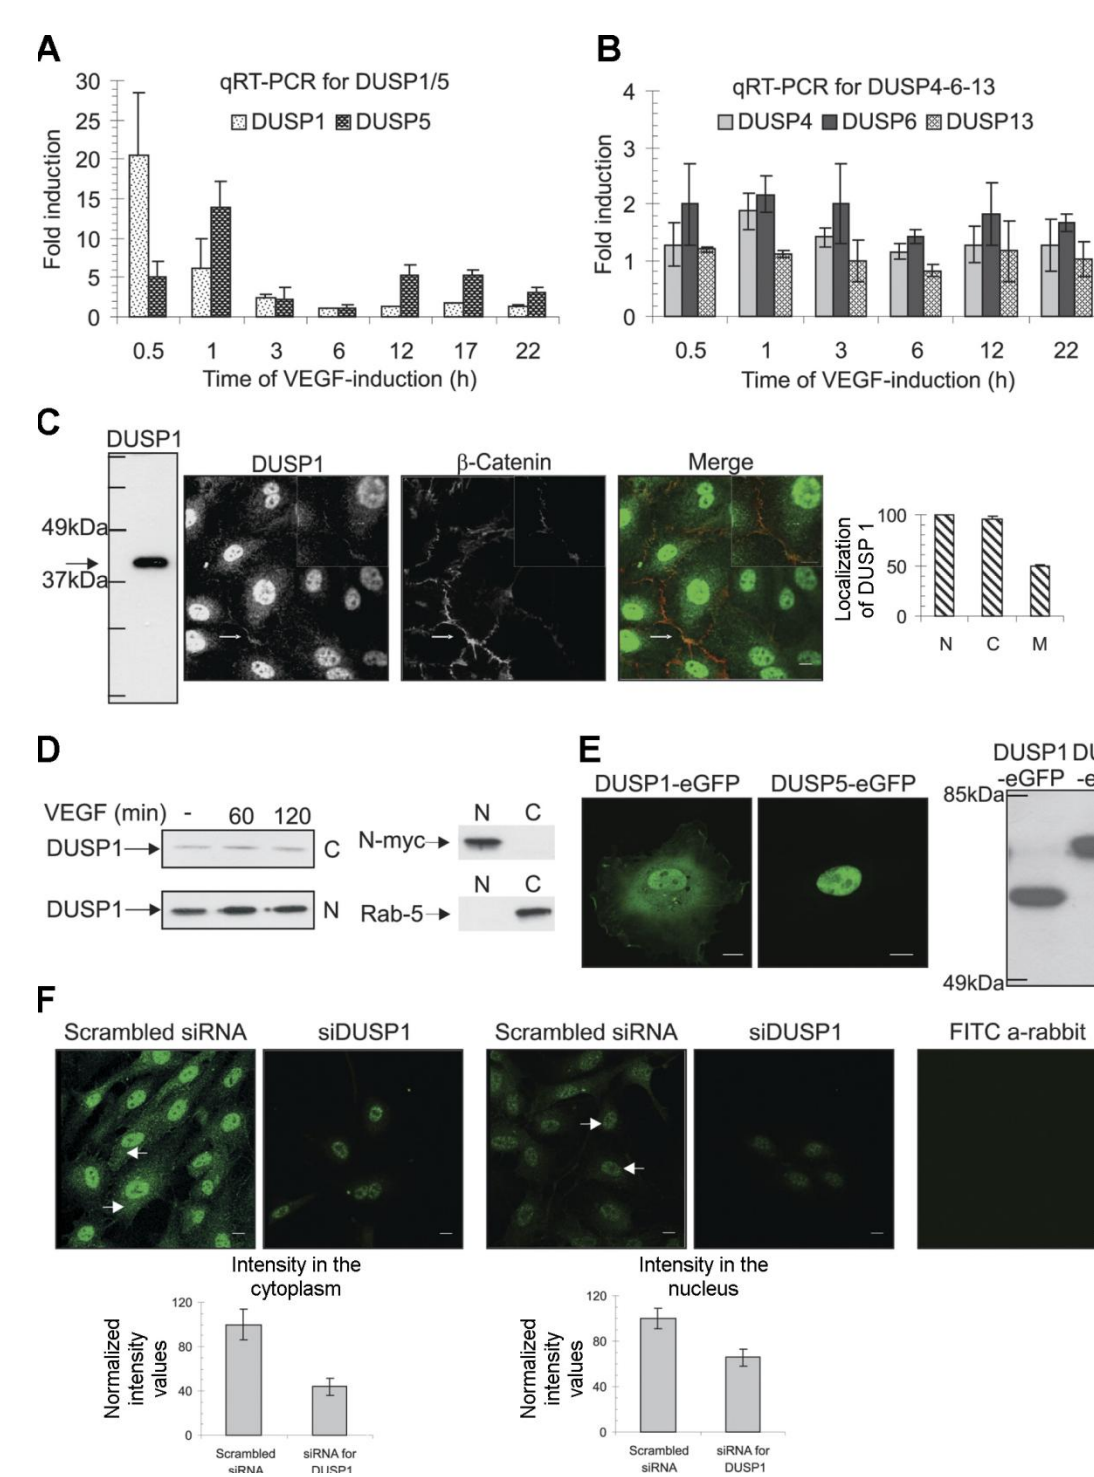 A
qRT-PCR for DUSP1/5
DUSP1 DUSP5
Fold induction
30
25
20
15
10
5
0
0.5 1 3 6 12 17 22
Time of VEGF-induction (h)
B
qRT-PCR for DUSP4-6-13
DUSP4 DUSP6 DUSP13
Fold induction
4
3
2
1
0
0.5 1 3 6 12 22
Time of VEGF-induction (h)
C
DUSP1
49kDa
37kDa
DUSP1
β-Catenin
Merge
Localization
of DUSP 1
100
50
0
N C M
D
VEGF (min) - 60 120
DUSP1 C
DUSP1 N
N C
N-myc
N C
Rab-5
E
DUSP1-eGFP
DUSP5-eGFP
DUSP1 DU
-eGFP -e
85kDa
49kDa
F
Scrambled siRNA
siDUSP1
Scrambled siRNA
siDUSP1
FITC a-rabbit
Intensity in the
cytoplasm
Normalized
intensity
values
120
80
40
0
Scrambled
siRNA
siRNA for
DUSP1
Intensity in the
nucleus
Normalized
intensity
values
120
80
40
0
Scrambled
siRNA
siRNA for
DUSP1